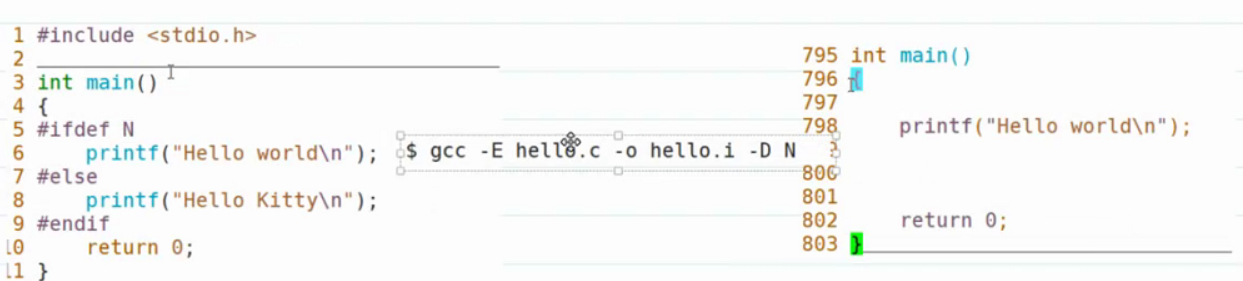 1 #include <stdio.h>
2
3 int main()
4 {
5 #ifdef N
6     printf("Hello world\n");
7 #else
8     printf("Hello Kitty\n");
9 #endif
10     return 0;
11 }
$ gcc -E hello.c -o hello.i -D N
795 int main()
796 {
797
798     printf("Hello world\n");
800
801
802     return 0;
803 }